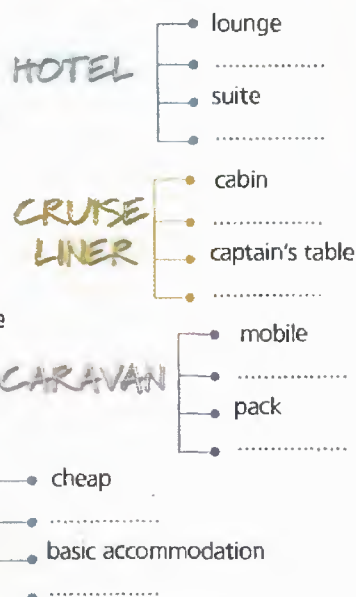 HOTEL
lounge
..................
suite
..................
CRUISE
LINER
cabin
..................
captain's table
..................
e
CARAVAN
mobile
..................
pack
..................
cheap
..................
basic accommodation
..................